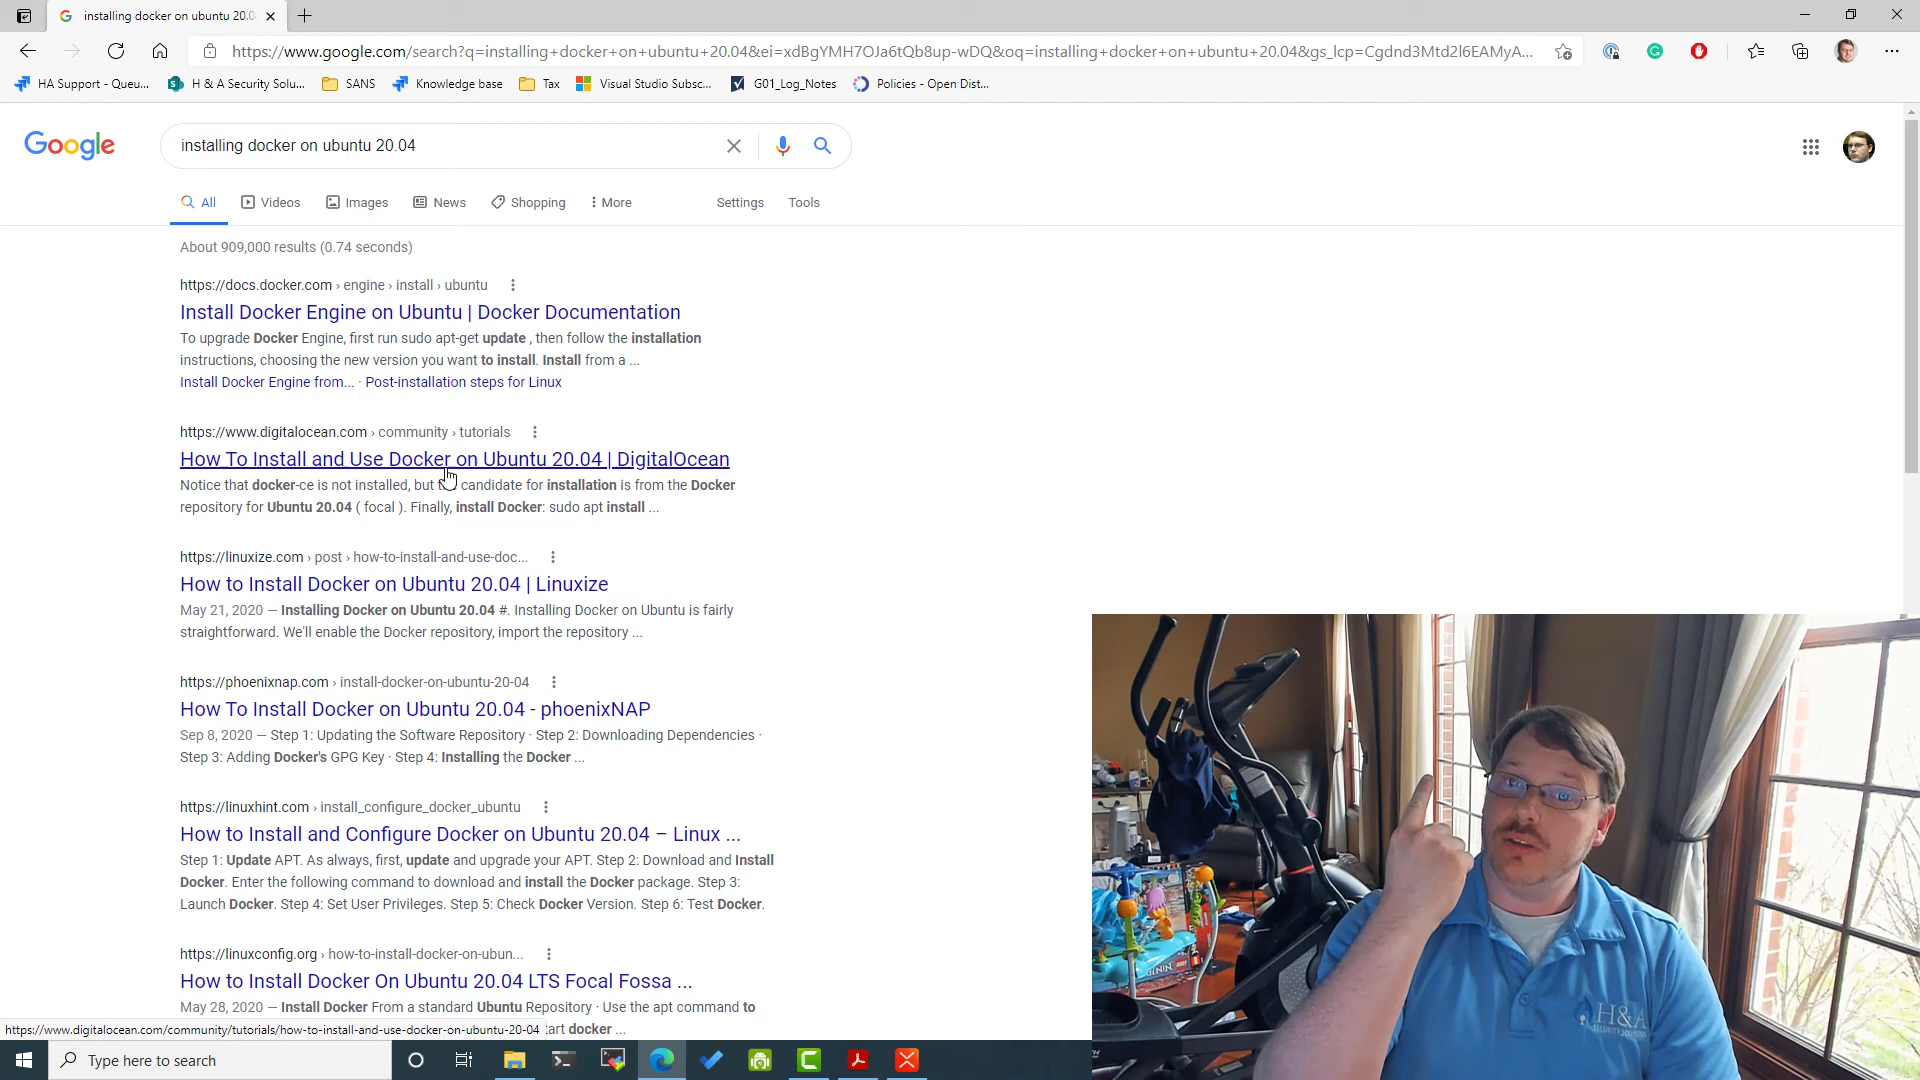 installing docker on ubuntu 20.0
https://www.google.com/search?q=installing+docker+on+ubuntu+20.04&ei=xdBgYMH7OJa6tQb8up-wDQ&oq=installing+docker+on+ubuntu+20.04&gs_lcp=Cgdnd3Mtd2l6EAMyA...
HA Support - Queu... H & A Security Solu... SANS Knowledge base Tax Visual Studio Subsc... G01_Log_Notes Policies - Open Dist...
Google installing docker on ubuntu 20.04
All Videos Images News Shopping More Settings Tools
About 909,000 results (0.74 seconds)
https://docs.docker.com › engine › install › ubuntu
Install Docker Engine on Ubuntu | Docker Documentation
To upgrade Docker Engine, first run sudo apt-get update , then follow the installation
instructions, choosing the new version you want to install. Install from a ...
Install Docker Engine from... · Post-installation steps for Linux
https://www.digitalocean.com › community › tutorials
How To Install and Use Docker on Ubuntu 20.04 | DigitalOcean
Notice that docker-ce is not installed, but candidate for installation is from the Docker
repository for Ubuntu 20.04 ( focal ). Finally, install Docker: sudo apt install ...
https://linuxize.com › post › how-to-install-and-use-doc...
How to Install Docker on Ubuntu 20.04 | Linuxize
May 21, 2020 — Installing Docker on Ubuntu 20.04 #. Installing Docker on Ubuntu is fairly
straightforward. We'll enable the Docker repository, import the repository ...
https://phoenixnap.com › install-docker-on-ubuntu-20-04
How To Install Docker on Ubuntu 20.04 - phoenixNAP
Sep 8, 2020 — Step 1: Updating the Software Repository · Step 2: Downloading Dependencies ·
Step 3: Adding Docker's GPG Key · Step 4: Installing the Docker ...
https://linuxhint.com › install_configure_docker_ubuntu
How to Install and Configure Docker on Ubuntu 20.04 – Linux ...
Step 1: Update APT. As always, first, update and upgrade your APT. Step 2: Download and Install
Docker. Enter the following command to download and install the Docker package. Step 3:
Launch Docker. Step 4: Set User Privileges. Step 5: Check Docker Version. Step 6: Test Docker.
https://linuxconfig.org › how-to-install-docker-on-ubun...
How to Install Docker On Ubuntu 20.04 LTS Focal Fossa ...
May 28, 2020 — Install Docker From a standard Ubuntu Repository · Use the apt command to
https://www.digitalocean.com/community/tutorials/how-to-install-and-use-docker-on-ubuntu-20-04 tart docker ...
Type here to search
H&A
SECURITY SOLUTIONS